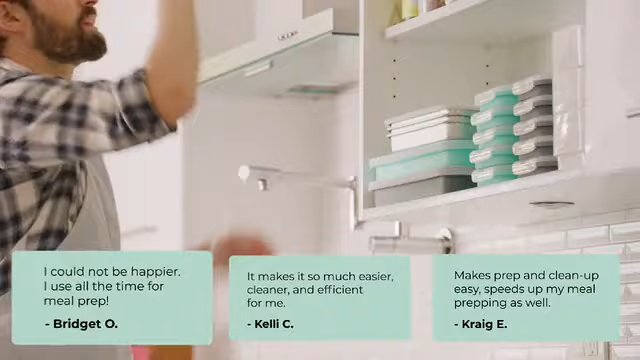 I could not be happier.
I use all the time for
meal prep!
- Bridget O.
It makes it so much easier,
cleaner, and efficient
for me.
- Kelli C.
Makes prep and clean-up
easy, speeds up my meal
prepping as well.
- Kraig E.